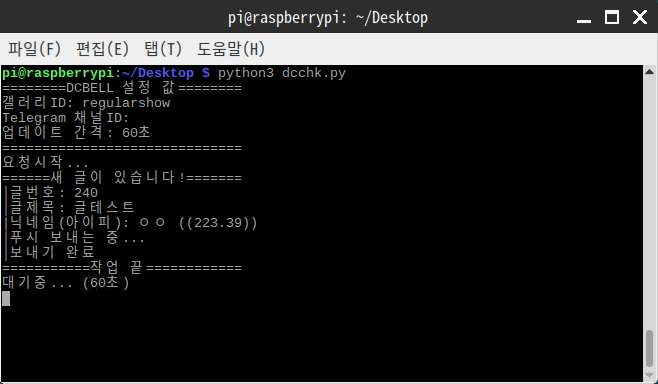 pi@raspberrypi: ~/Desktop
파일(F) 편집(E) 탭(T) 도움말(H)
pi@raspberrypi:~/Desktop $ python3 dcchk.py
========DCBELL 설정 값========
갤러리ID: regularshow
Telegram 채널ID:
업데이트 간격: 60초
==============================
요청시작...
======새 글이 있습니다!=======
|글번호: 240
|글제목: 글테스트
|닉네임(아이피): ㅇㅇ ((223.39))
|푸시 보내는 중...
|보내기 완료
===========작업 끝============
대기중... (60초)